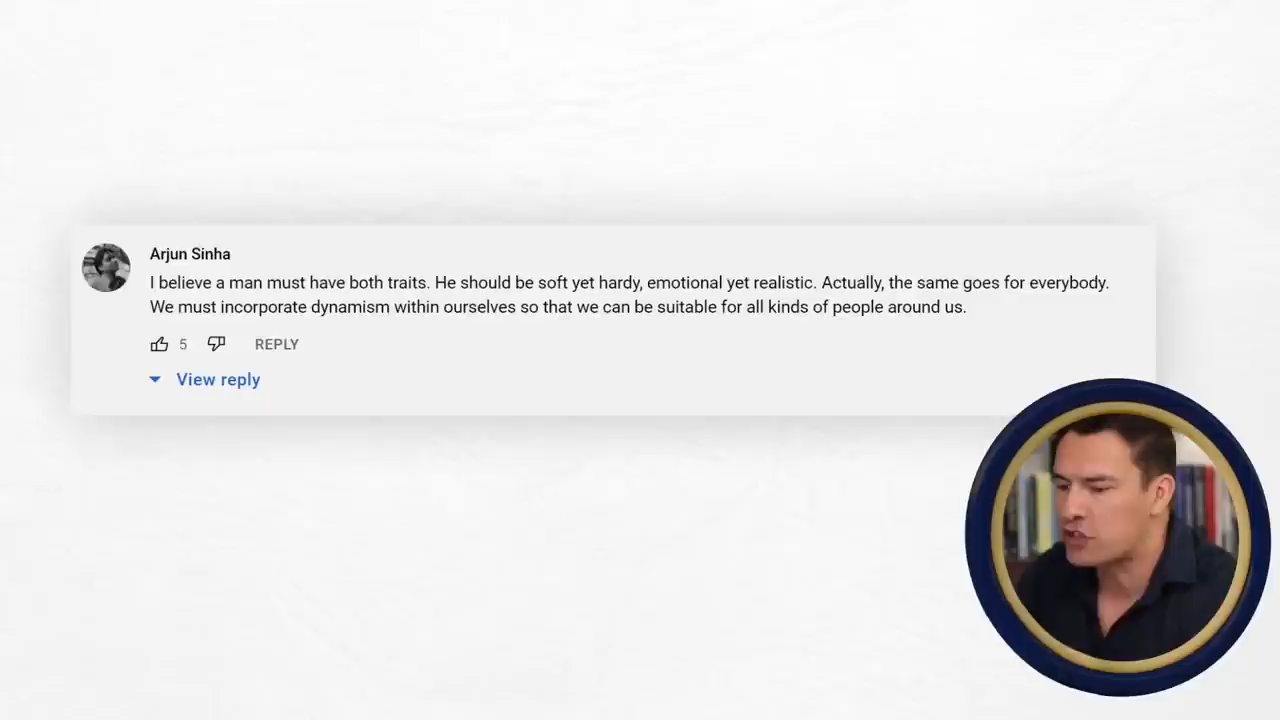 Arjun Sinha
I believe a man must have both traits. He should be soft yet hardy, emotional yet realistic. Actually, the same goes for everybody.
We must incorporate dynamism within ourselves so that we can be suitable for all kinds of people around us.
5 REPLY
View reply